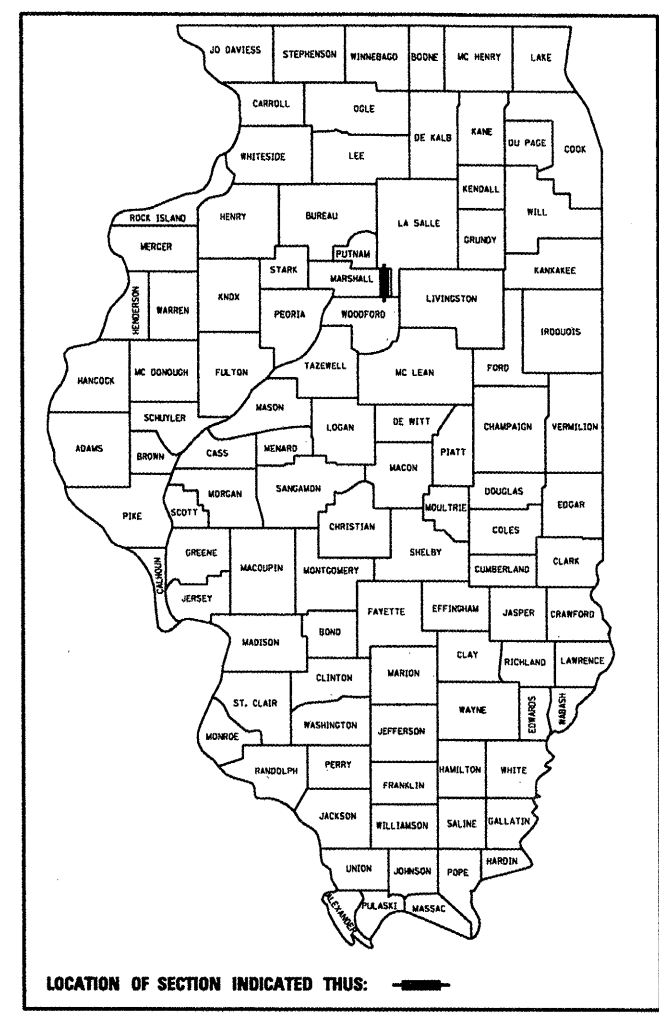 JO DAVIESS STEPHENSON WINNEBAGO BOONE MC HENRY LAKE
CARROLL OGLE DE KALB KANE DU PAGE COOK
WHITESIDE LEE
KENDALL
ROCK ISLAND HENRY BUREAU LA SALLE WILL
MERCER PUTNAM GRUNDY
STARK MARSHALL KANKAKEE
HENDERSON WARREN KNOX PEORIA WOODFORD LIVINGSTON
IROQUOIS
HANCOCK MC DONOUGH FULTON TAZEWELL MC LEAN FORD
MASON
SCHUYLER LOGAN DE WITT CHAMPAIGN VERMILION
ADAMS BROWN CASS MENARD MACON PIATT
MORGAN SANGAMON DOUGLAS
PIKE SCOTT CHRISTIAN MOULTRIE COLES EDGAR
GREENE MACOUPIN MONTGOMERY SHELBY
CALHOUN CUMBERLAND CLARK
JERSEY FAYETTE EFFINGHAM JASPER CRAWFORD
MADISON BOND
CLAY RICHLAND LAWRENCE
CLINTON MARION
ST. CLAIR WAYNE EDWARDS WABASH
WASHINGTON JEFFERSON
MONROE
RANDOLPH PERRY HAMILTON WHITE
FRANKLIN
JACKSON WILLIAMSON SALINE GALLATIN
UNION JOHNSON POPE HARDIN
ALEXANDER PULASKI MASSAC
LOCATION OF SECTION INDICATED THUS: